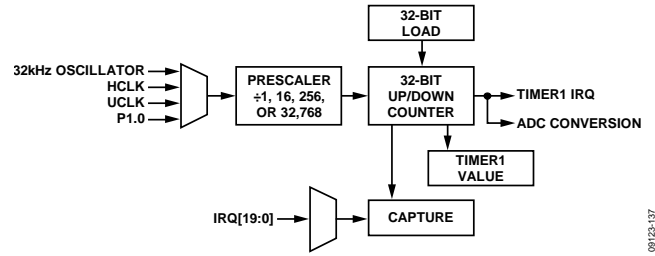 32-BIT
LOAD
32kHz OSCILLATOR
HCLK
UCLK
P1.0
PRESCALER
÷1, 16, 256,
OR 32,768
32-BIT
UP/DOWN
COUNTER
TIMER1 IRQ
ADC CONVERSION
TIMER1
VALUE
IRQ[19:0]
CAPTURE
09123-137